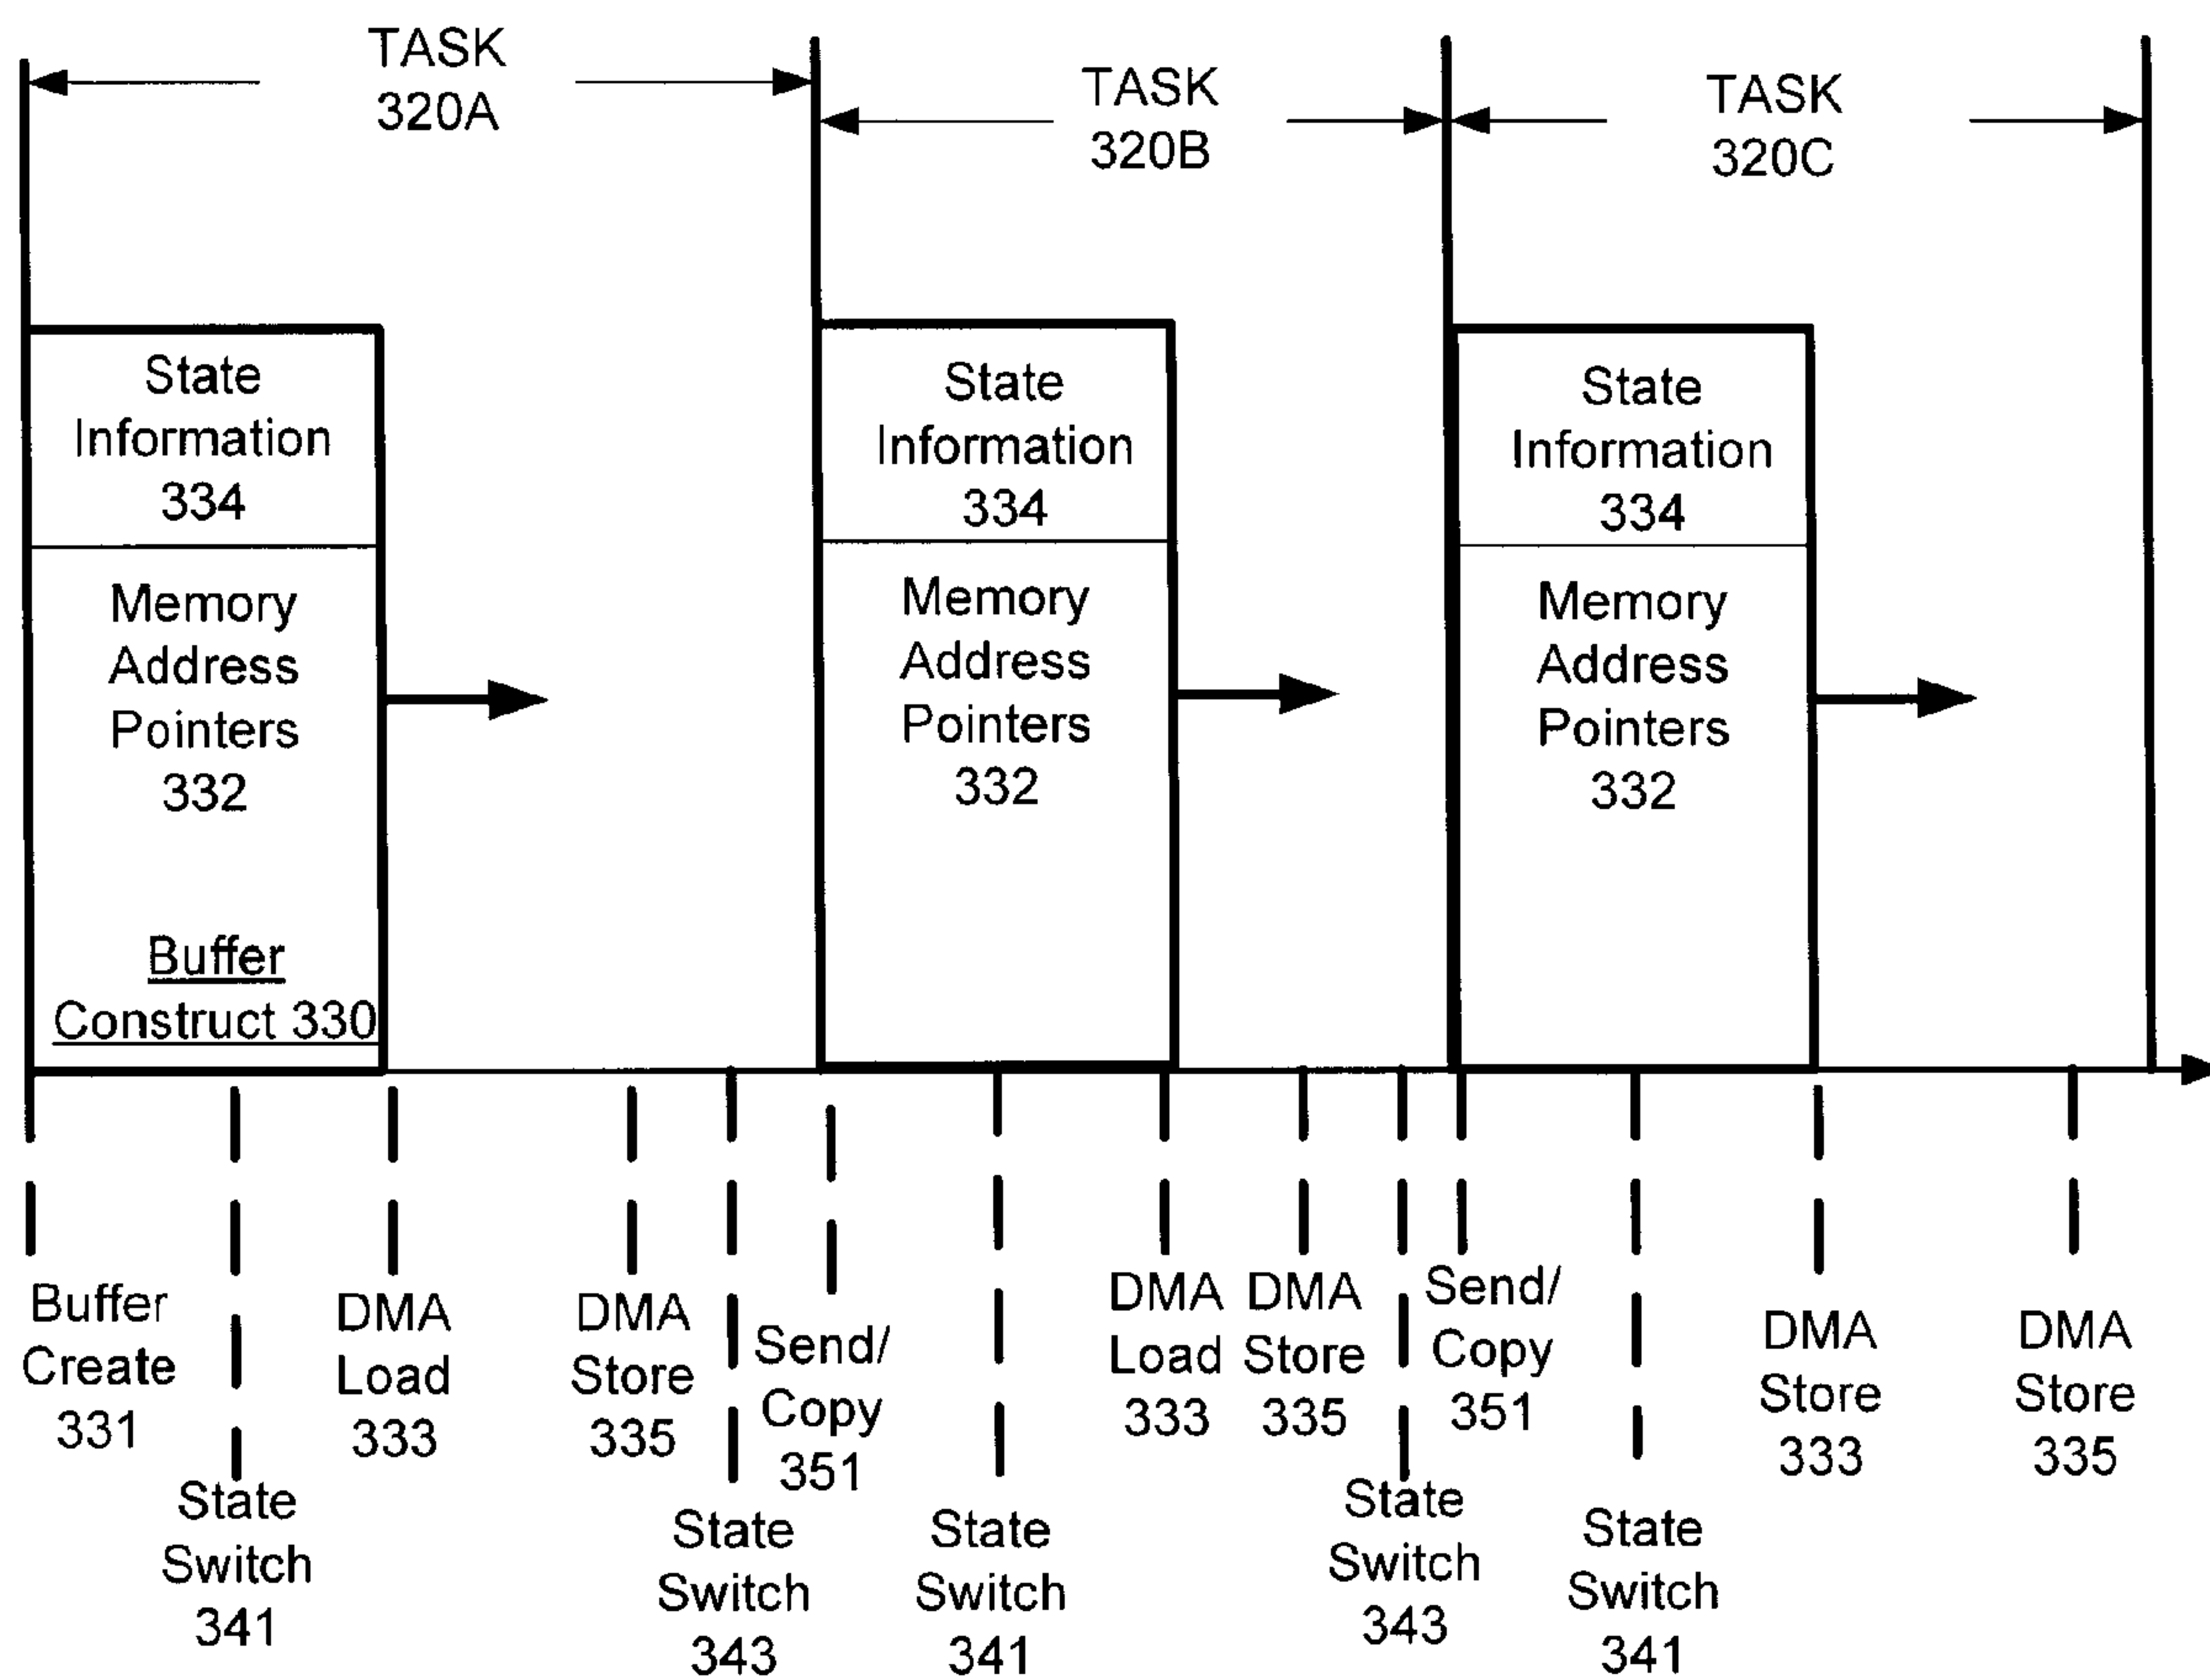 TASK
320A
TASK
320B
TASK
320C
State
Information
334
Memory
Address
Pointers
332
Buffer
Construct 330
State
Information
334
Memory
Address
Pointers
332
State
Information
334
Memory
Address
Pointers
332
Buffer
Create
331
State
Switch
341
DMA
Load
333
DMA
Store
335
State
Switch
343
Send/
Copy
351
State
Switch
341
DMA
Load
333
DMA
Store
335
State
Switch
343
Send/
Copy
351
State
Switch
341
DMA
Store
333
DMA
Store
335